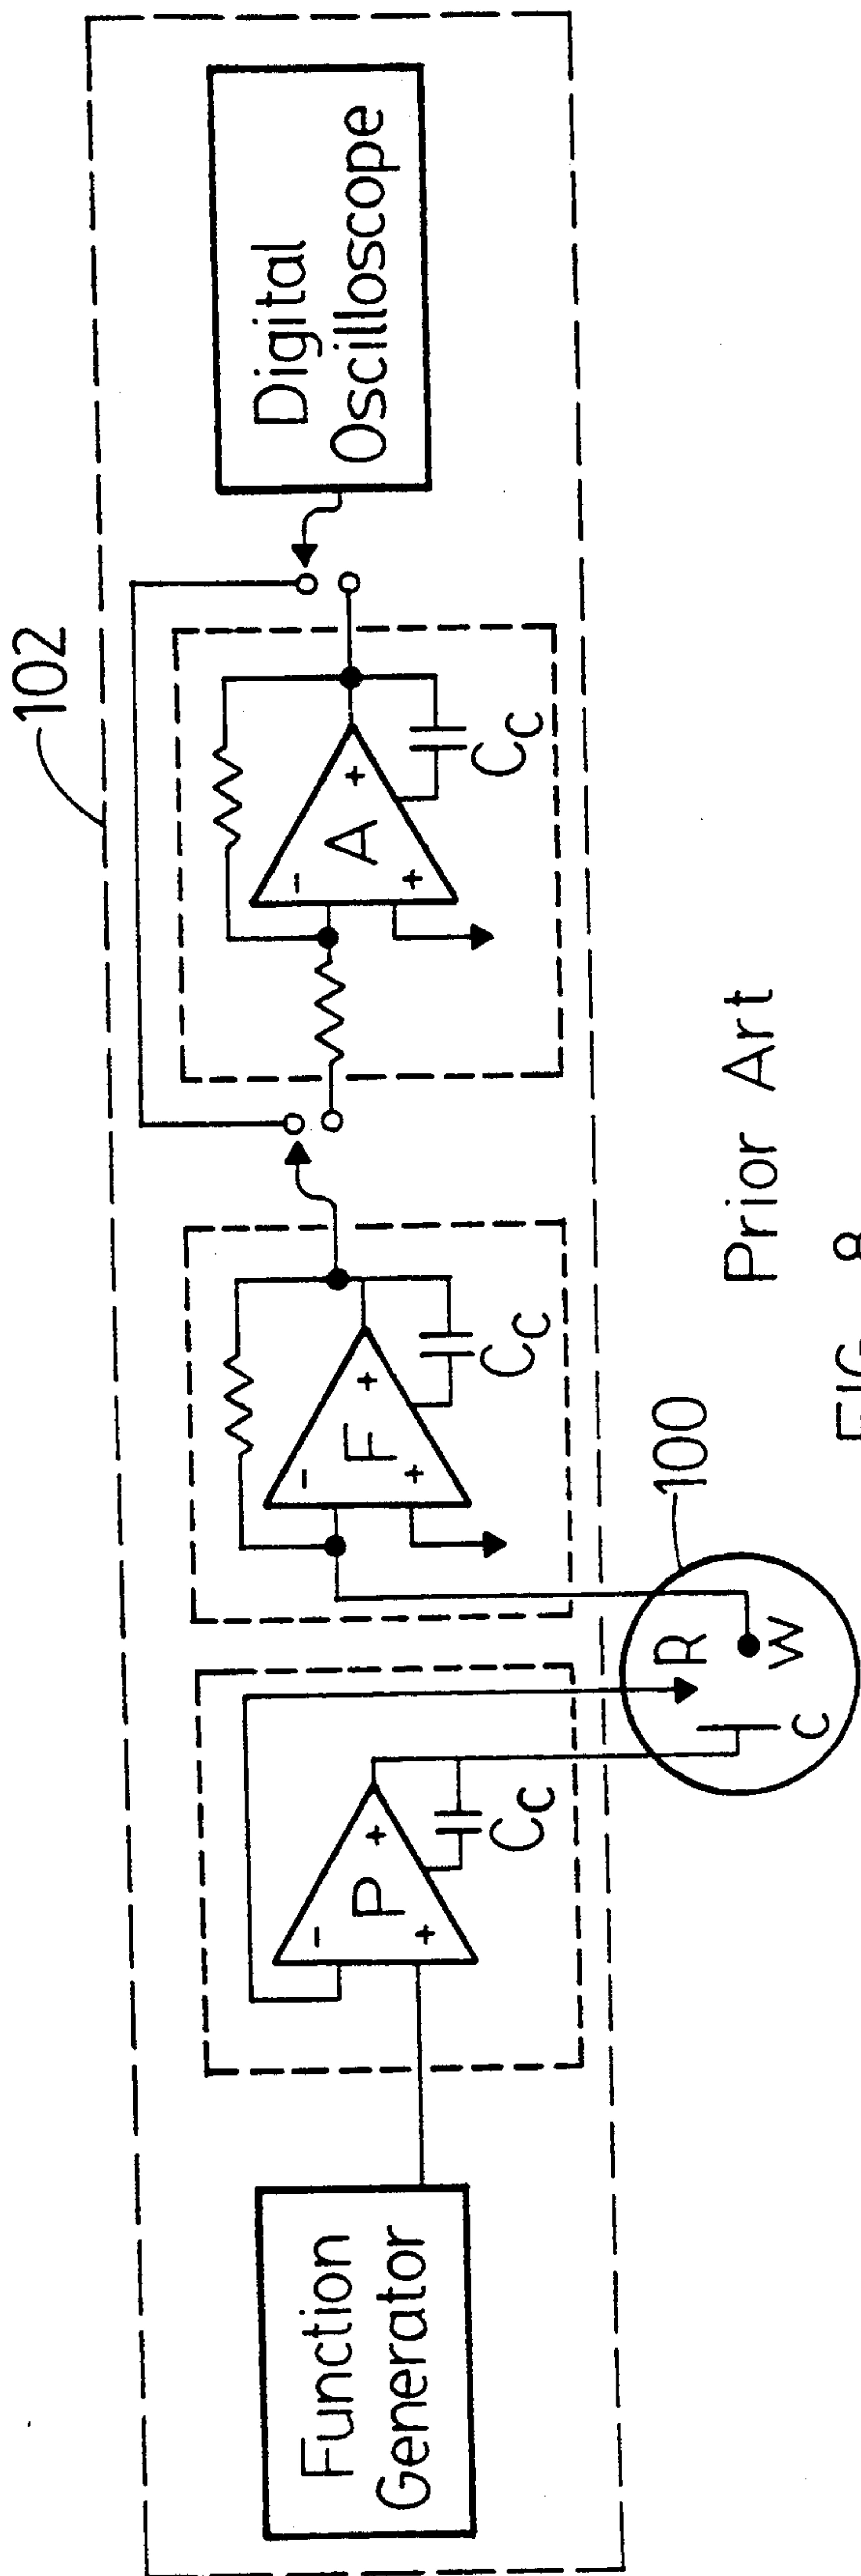 102
Function
Generator
P
-
+
+
Cc
F
-
+
+
Cc
A
-
+
+
Cc
Digital
Oscilloscope
R
W
C
100
Prior Art